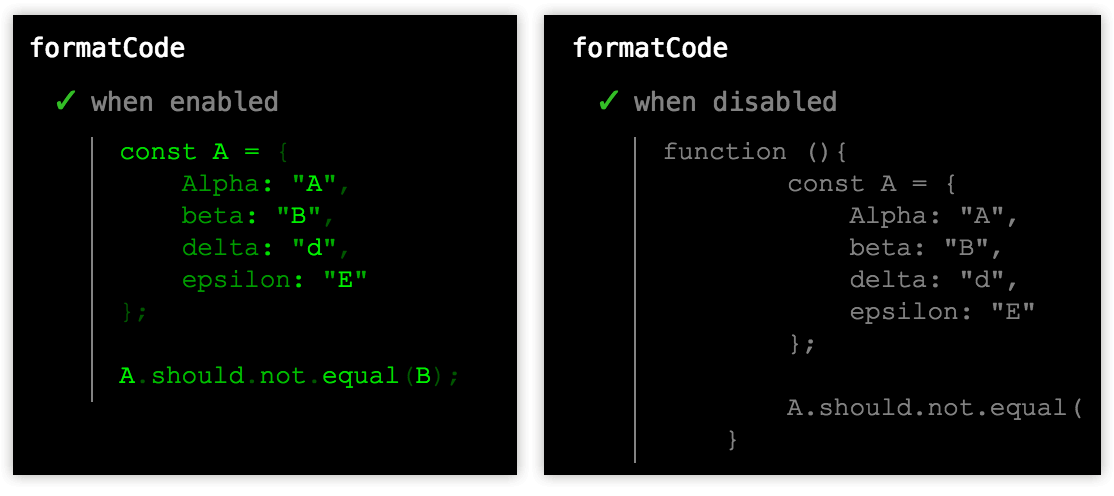 formatCode
✓ when enabled
const A = {
    Alpha: "A",
    beta: "B",
    delta: "d",
    epsilon: "E"
};
A.should.not.equal(B);
formatCode
✓ when disabled
function (){
        const A = {
            Alpha: "A",
            beta: "B",
            delta: "d",
            epsilon: "E"
        };
        A.should.not.equal(
    }